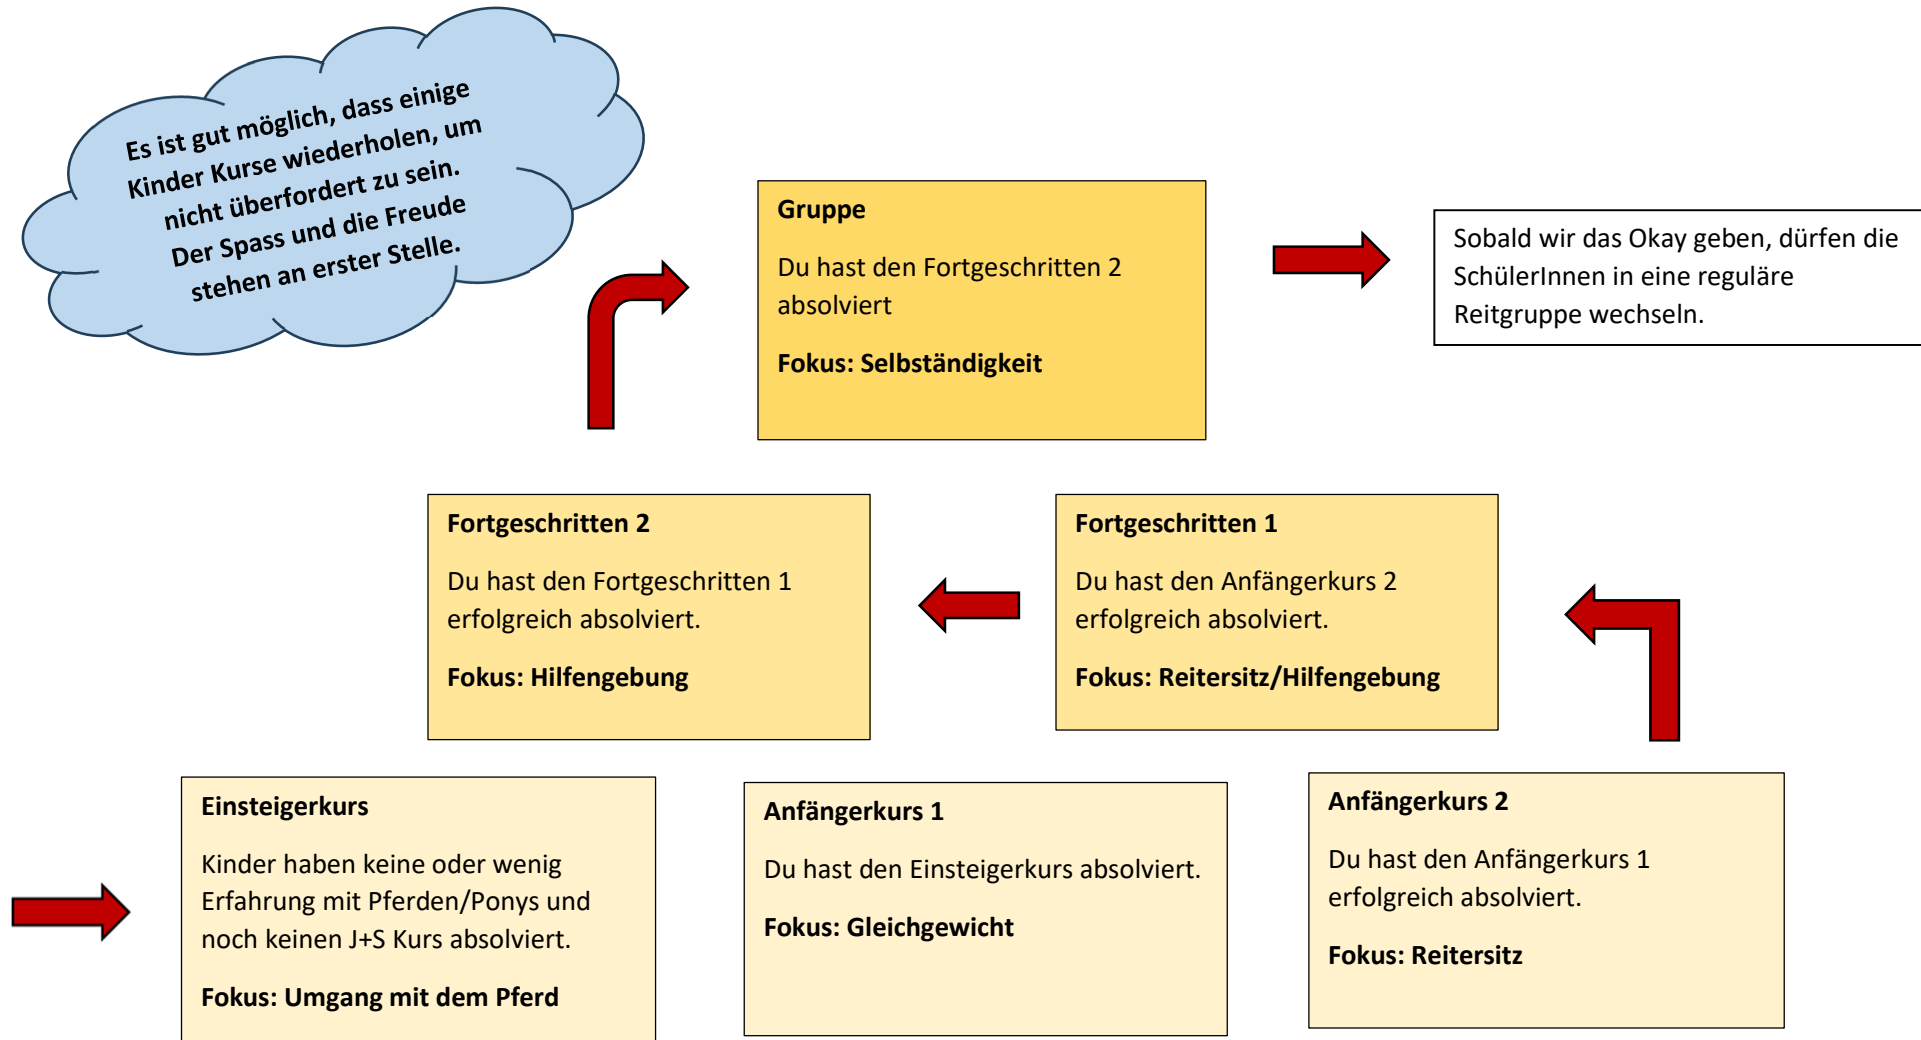 Es ist gut möglich, dass einige
Kinder Kurse wiederholen, um
nicht überfordert zu sein.
Der Spass und die Freude
stehen an erster Stelle.
Gruppe
Du hast den Fortgeschritten 2
absolviert
Fokus: Selbständigkeit
Sobald wir das Okay geben, dürfen die
SchülerInnen in eine reguläre
Reitgruppe wechseln.
Fortgeschritten 2
Du hast den Fortgeschritten 1
erfolgreich absolviert.
Fokus: Hilfengebung
Fortgeschritten 1
Du hast den Anfängerkurs 2
erfolgreich absolviert.
Fokus: Reitersitz/Hilfengebung
Einsteigerkurs
Kinder haben keine oder wenig
Erfahrung mit Pferden/Ponys und
noch keinen J+S Kurs absolviert.
Fokus: Umgang mit dem Pferd
Anfängerkurs 1
Du hast den Einsteigerkurs absolviert.
Fokus: Gleichgewicht
Anfängerkurs 2
Du hast den Anfängerkurs 1
erfolgreich absolviert.
Fokus: Reitersitz